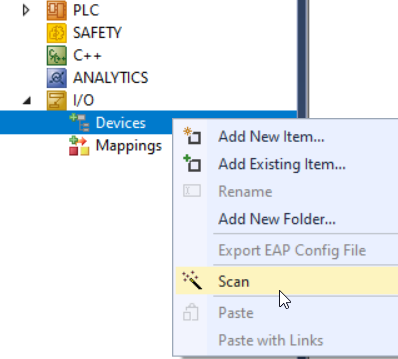 PLC
SAFETY
C++
ANALYTICS
I/O
Devices
Mappings
Add New Item...
Add Existing Item...
Rename
Add New Folder...
Export EAP Config File
Scan
Paste
Paste with Links